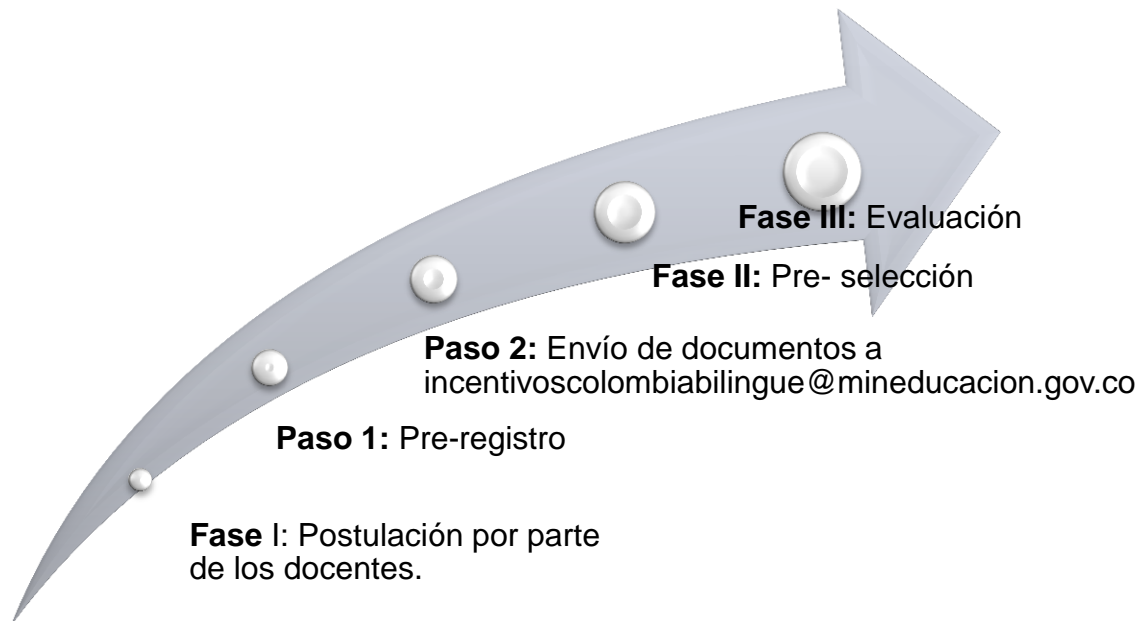 Fase III: Evaluación
Fase II: Pre- selección
Paso 2: Envío de documentos a
incentivoscolombiabilingue@mineducacion.gov.co
Paso 1: Pre-registro
Fase I: Postulación por parte
de los docentes.